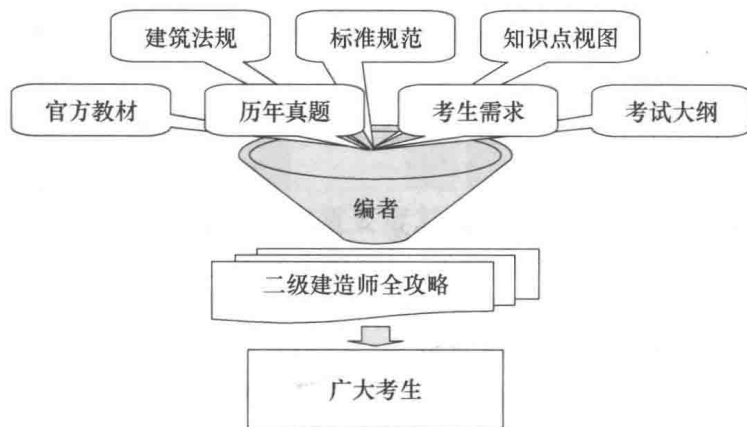 建筑法规 标准规范 知识点视图
官方教材 历年真题 考生需求 考试大纲
编者
二级建造师全攻略
广大考生